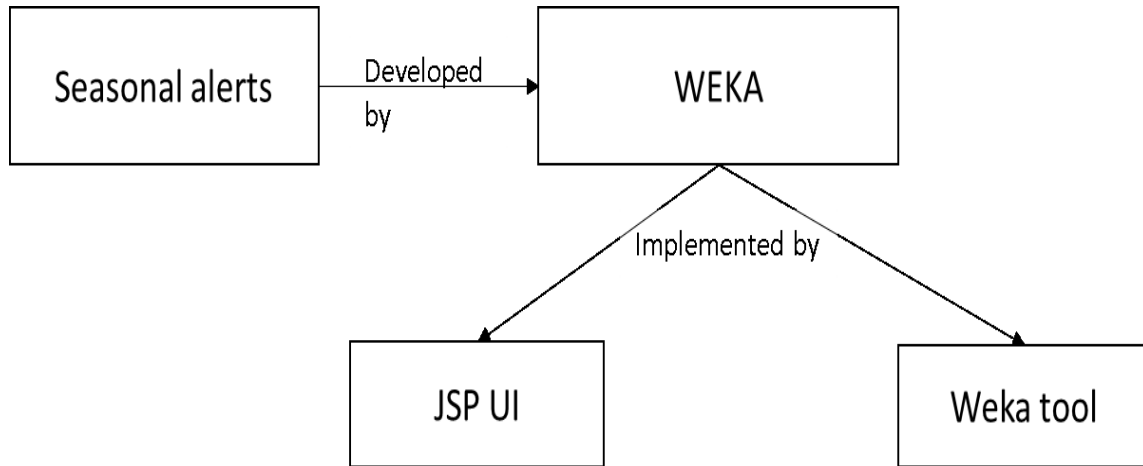 Seasonal alerts
Developed
by
WEKA
Implemented by
JSP UI
Weka tool